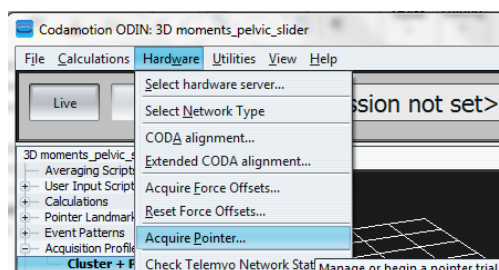 Codamotion ODIN: 3D moments_pelvic_slider
File Calculations Hardware Utilities View Help
Live
Select hardware server...
Select Network Type
CODA alignment...
Extended CODA alignment...
Acquire Force Offsets...
Reset Force Offsets...
Acquire Pointer...
Check Telemyo Network Stat
ssion not set>
3D moments_pelvic_s
Averaging Scripts
User Input Script
Calculations
Pointer Landmark
Event Patterns
Acquisition Profile
Cluster + P
Manage or begin a pointer trial